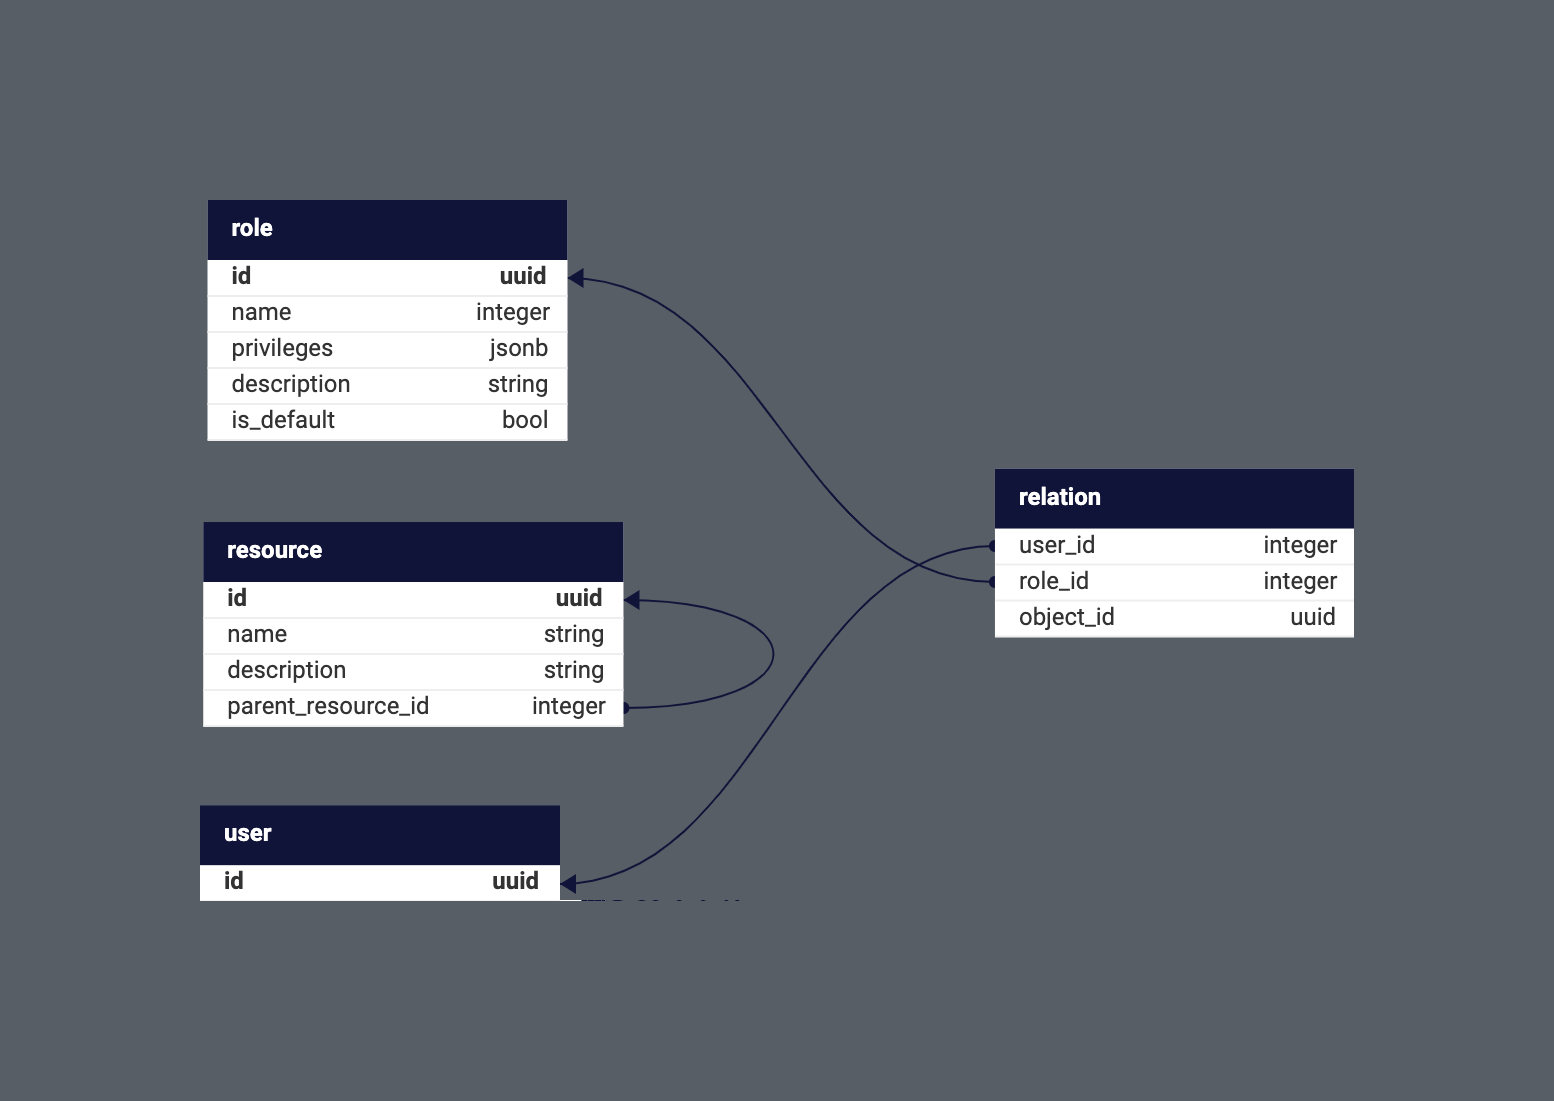 role
id uuid
name integer
privileges jsonb
description string
is_default bool
relation
user_id integer
role_id integer
object_id uuid
resource
id uuid
name string
description string
parent_resource_id integer
user
id uuid